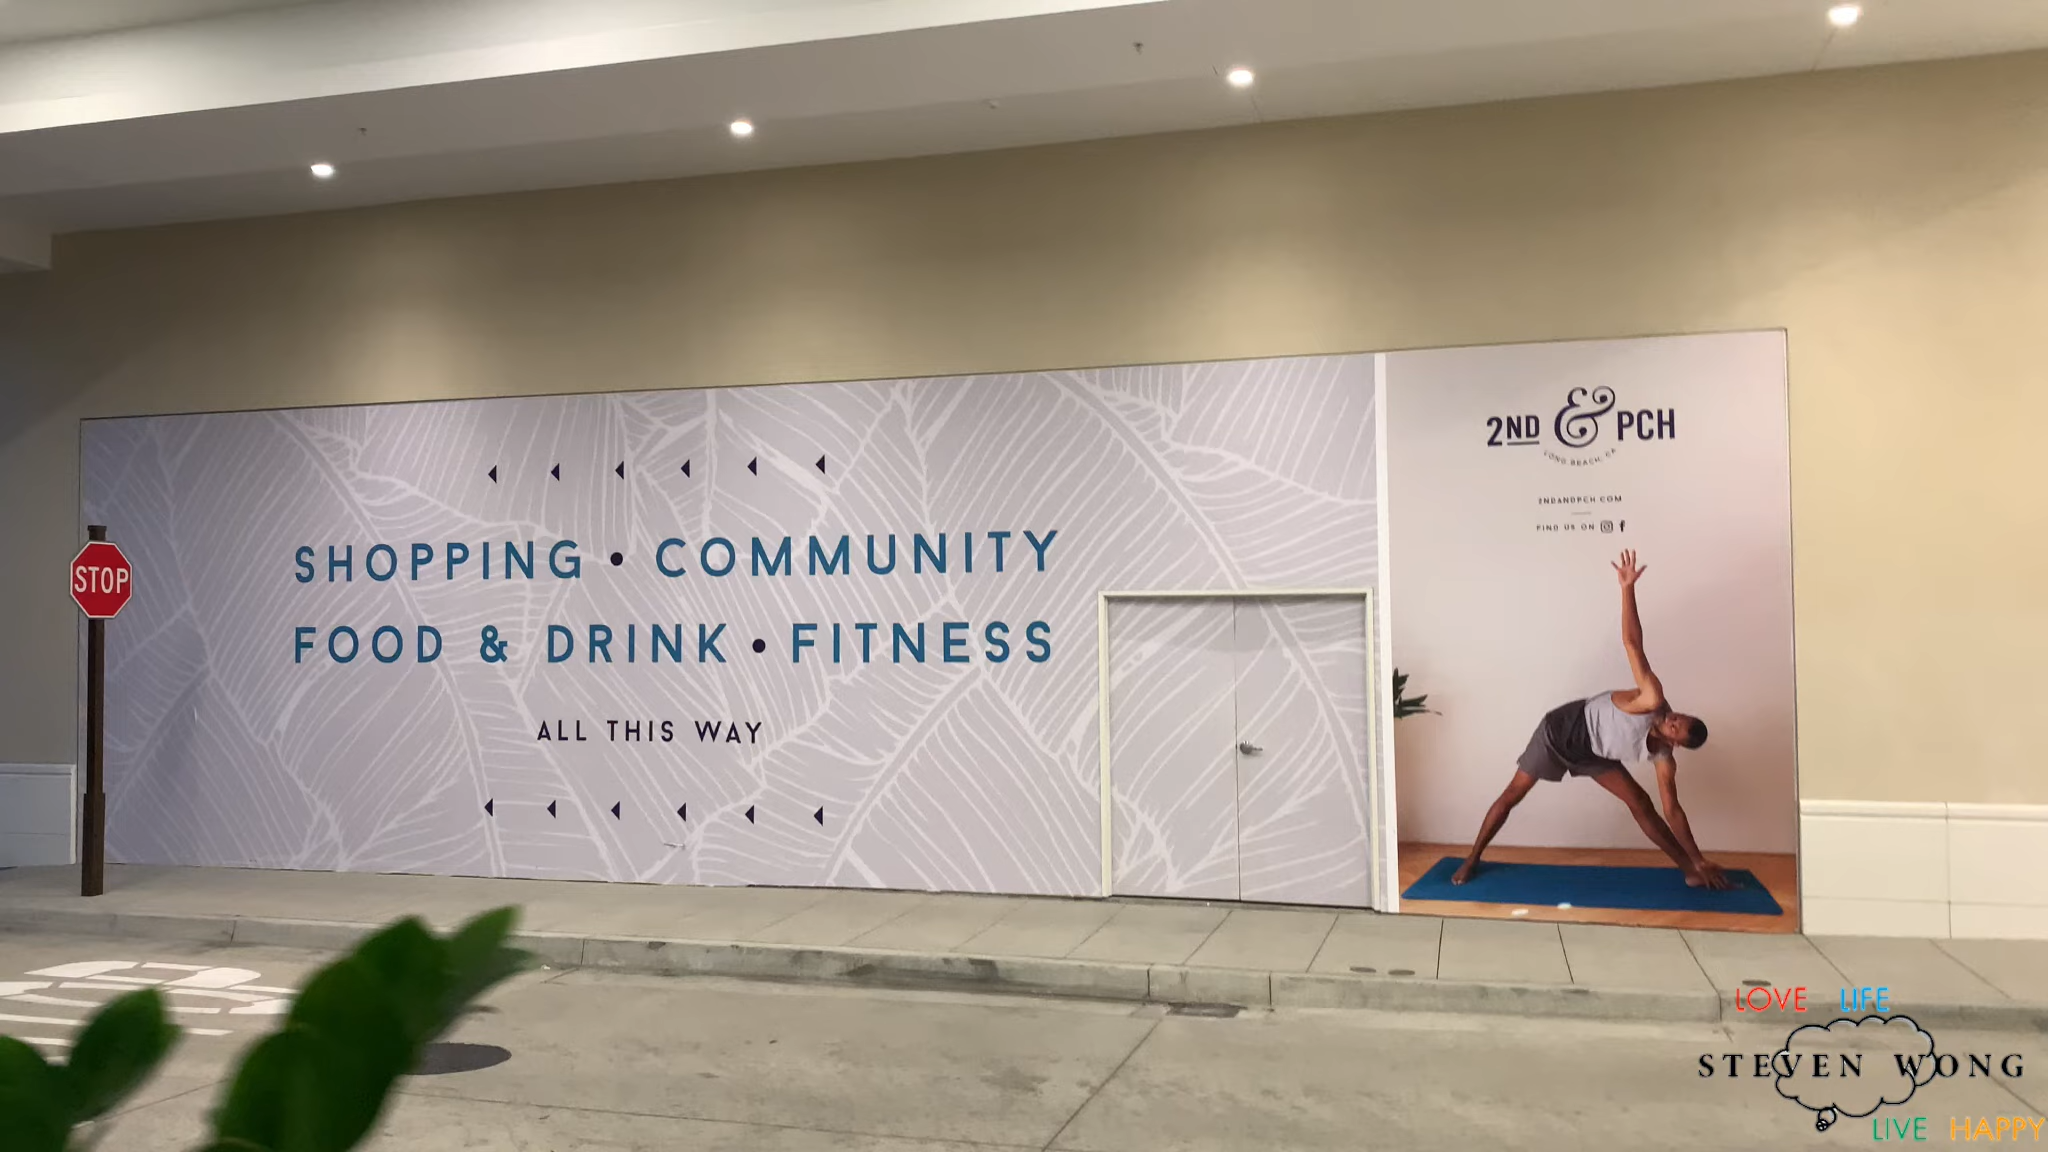 SHOPPING • COMMUNITY
FOOD & DRINK • FITNESS
ALL THIS WAY
STOP
2ND & PCH
LONG BEACH, CA
2NDANDPCH.COM
FIND US ON
LOVE LIFE
STEVEN WONG
LIVE HAPPY